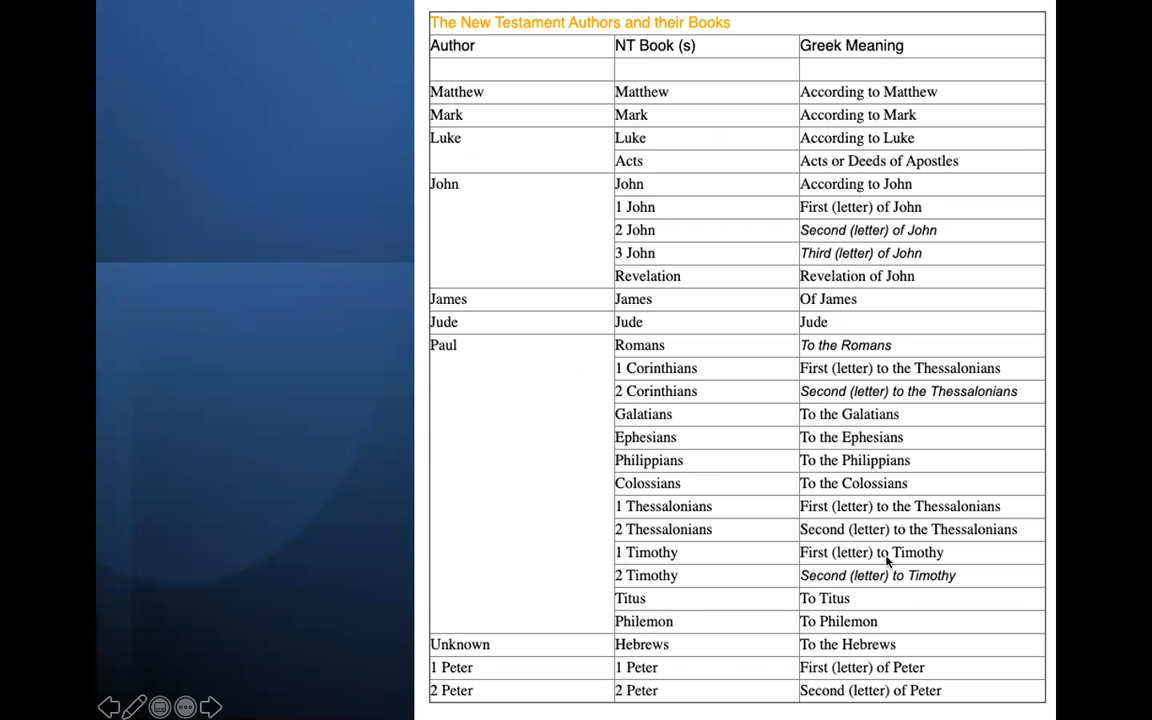 The New Testament Authors and their Books
Author NT Book (s) Greek Meaning
Matthew Matthew According to Matthew
Mark Mark According to Mark
Luke Luke According to Luke
Acts Acts or Deeds of Apostles
John John According to John
1 John First (letter) of John
2 John Second (letter) of John
3 John Third (letter) of John
Revelation Revelation of John
James James Of James
Jude Jude Jude
Paul Romans To the Romans
1 Corinthians First (letter) to the Thessalonians
2 Corinthians Second (letter) to the Thessalonians
Galatians To the Galatians
Ephesians To the Ephesians
Philippians To the Philippians
Colossians To the Colossians
1 Thessalonians First (letter) to the Thessalonians
2 Thessalonians Second (letter) to the Thessalonians
1 Timothy First (letter) to Timothy
2 Timothy Second (letter) to Timothy
Titus To Titus
Philemon To Philemon
Unknown Hebrews To the Hebrews
1 Peter 1 Peter First (letter) of Peter
2 Peter 2 Peter Second (letter) of Peter